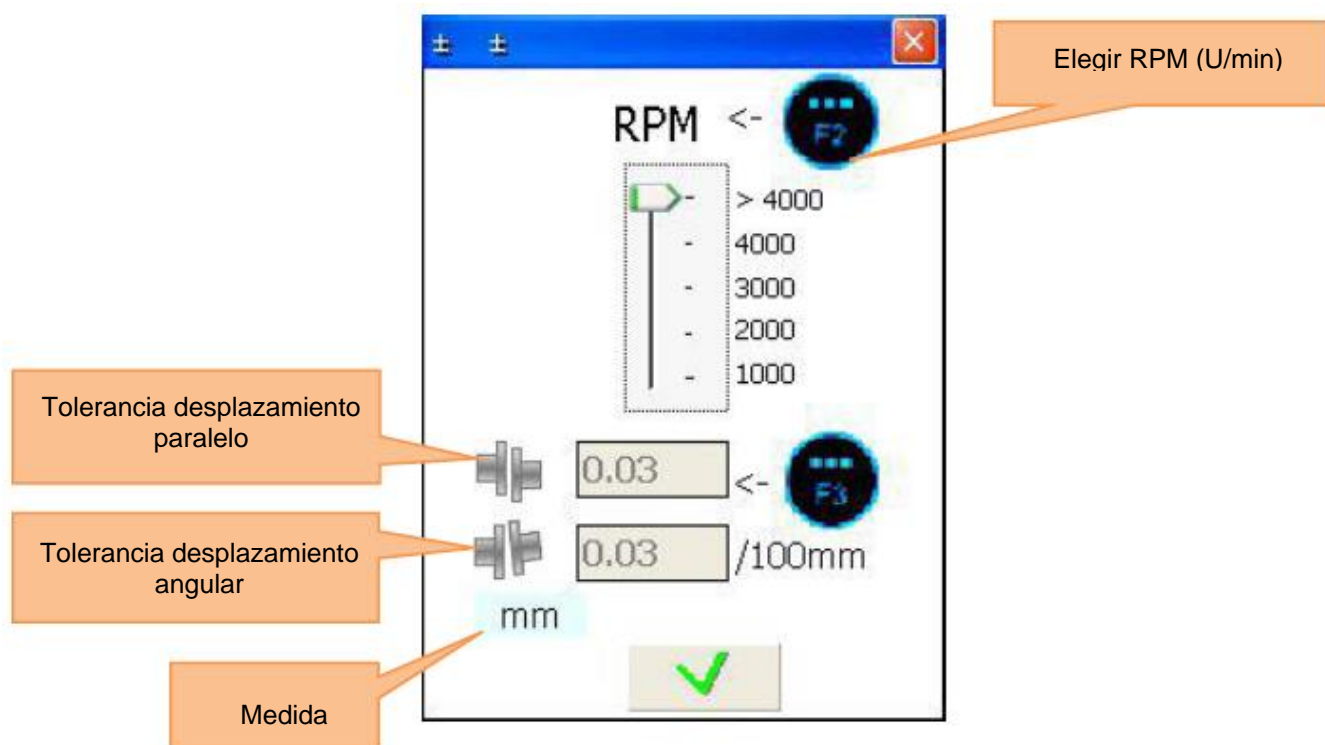 ± ±
Elegir RPM (U/min)
RPM <-
F2
> 4000
4000
3000
2000
1000
Tolerancia desplazamiento
paralelo
0.03 <-
F3
Tolerancia desplazamiento
angular
0.03 /100mm
mm
Medida